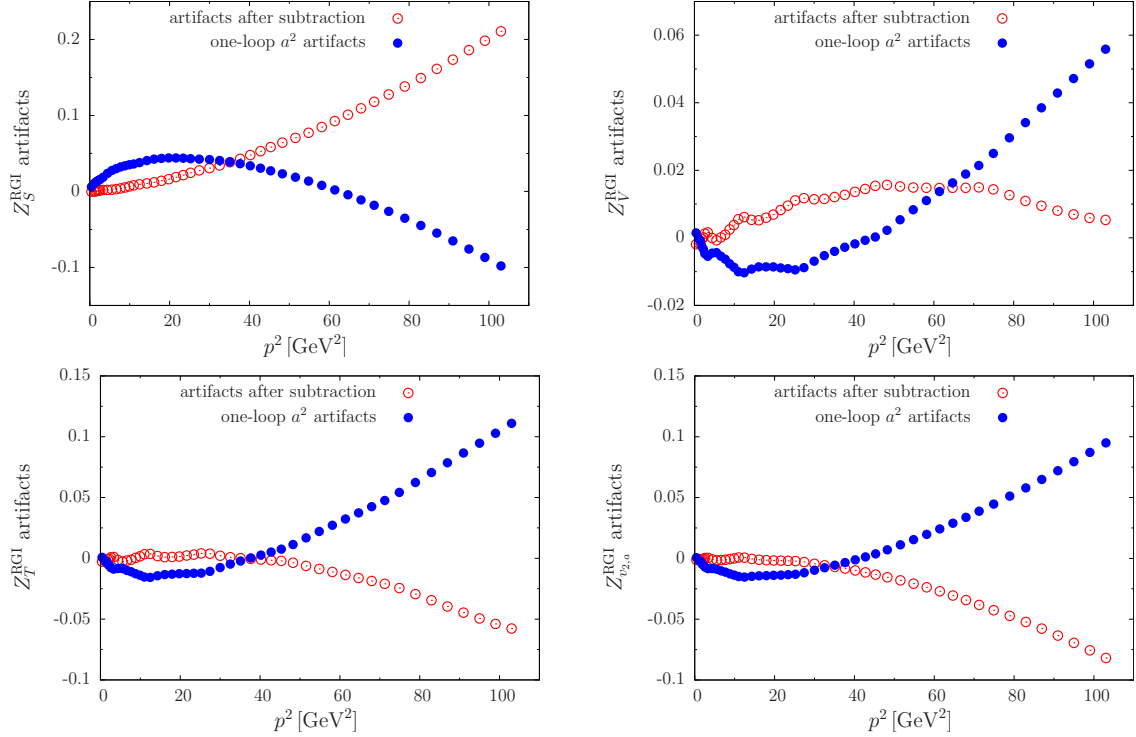 artifacts after subtraction
one-loop a² artifacts
Z_S^RGI artifacts
0.2
0.1
0
-0.1
0 20 40 60 80 100
p² [GeV²]
artifacts after subtraction
one-loop a² artifacts
Z_V^RGI artifacts
0.06
0.04
0.02
0
-0.02
0 20 40 60 80 100
p² [GeV²]
artifacts after subtraction
one-loop a² artifacts
Z_T^RGI artifacts
0.15
0.1
0.05
0
-0.05
-0.1
0 20 40 60 80 100
p² [GeV²]
artifacts after subtraction
one-loop a² artifacts
Z_{v_{2,a}}^RGI artifacts
0.15
0.1
0.05
0
-0.05
-0.1
0 20 40 60 80 100
p² [GeV²]